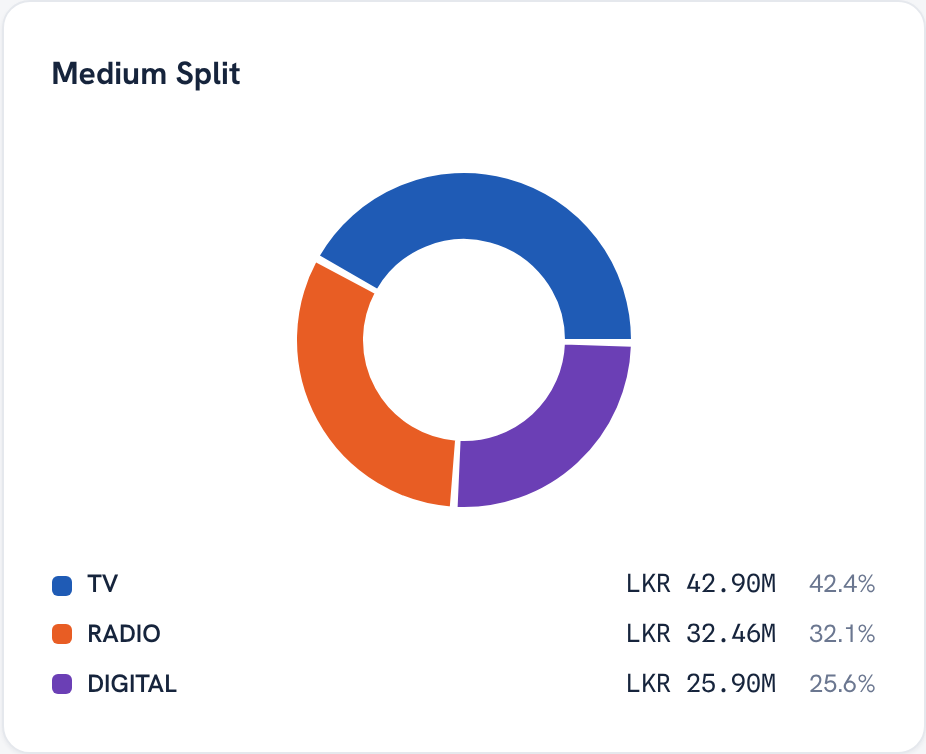 Medium Split
TV LKR 42.90M 42.4%
RADIO LKR 32.46M 32.1%
DIGITAL LKR 25.90M 25.6%